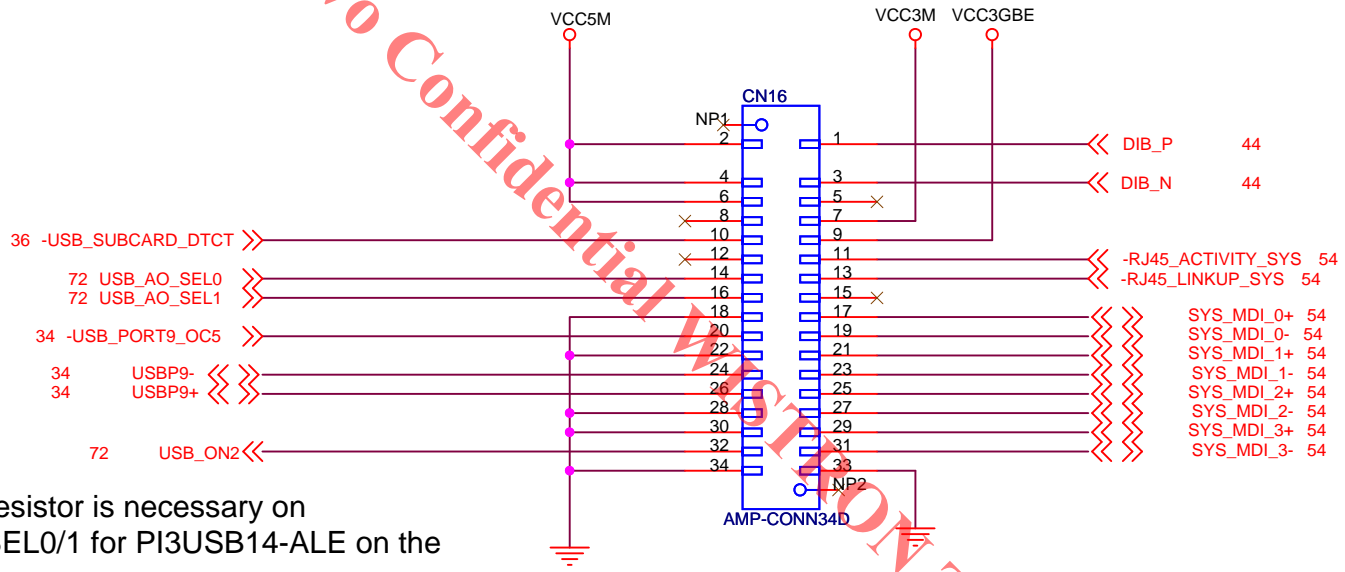 VCC5M
VCC3M VCC3GBE
CN16
NP1
2 1 DIB_P 44
4 3 DIB_N 44
6 5
8 7
36 -USB_SUBCARD_DTCT 10 9
12 11 -RJ45_ACTIVITY_SYS 54
72 USB_AO_SEL0 14 13 -RJ45_LINKUP_SYS 54
72 USB_AO_SEL1 16 15
18 17 SYS_MDI_0+ 54
34 -USB_PORT9_OC5 20 19 SYS_MDI_0- 54
22 21 SYS_MDI_1+ 54
34 USBP9- 24 23 SYS_MDI_1- 54
34 USBP9+ 26 25 SYS_MDI_2+ 54
28 27 SYS_MDI_2- 54
30 29 SYS_MDI_3+ 54
72 USB_ON2 32 31 SYS_MDI_3- 54
34 33
NP2
AMP-CONN34D
esistor is necessary on
SEL0/1 for PI3USB14-ALE on the
vo Confidential WISTRON